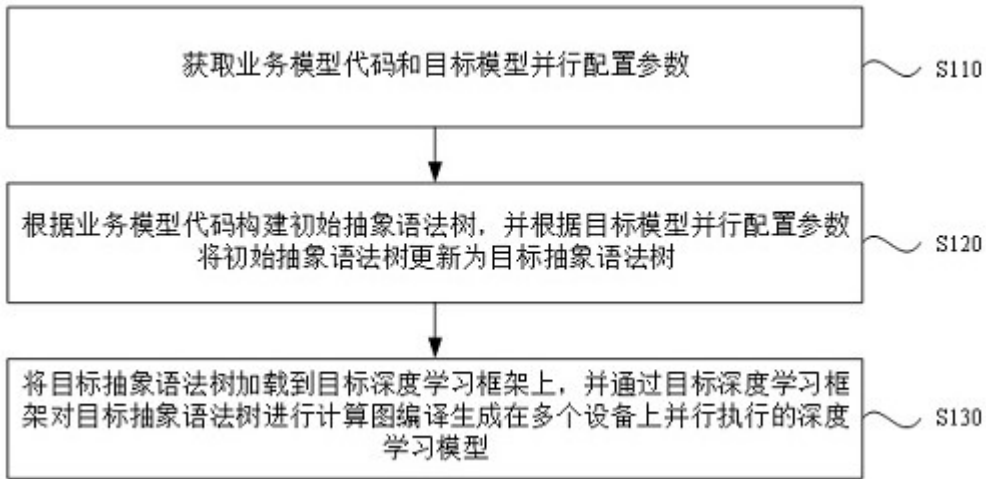 获取业务模型代码和目标模型并行配置参数
S110
根据业务模型代码构建初始抽象语法树，并根据目标模型并行配置参数
将初始抽象语法树更新为目标抽象语法树
S120
将目标抽象语法树加载到目标深度学习框架上，并通过目标深度学习框
架对目标抽象语法树进行计算图编译生成在多个设备上并行执行的深度
学习模型
S130